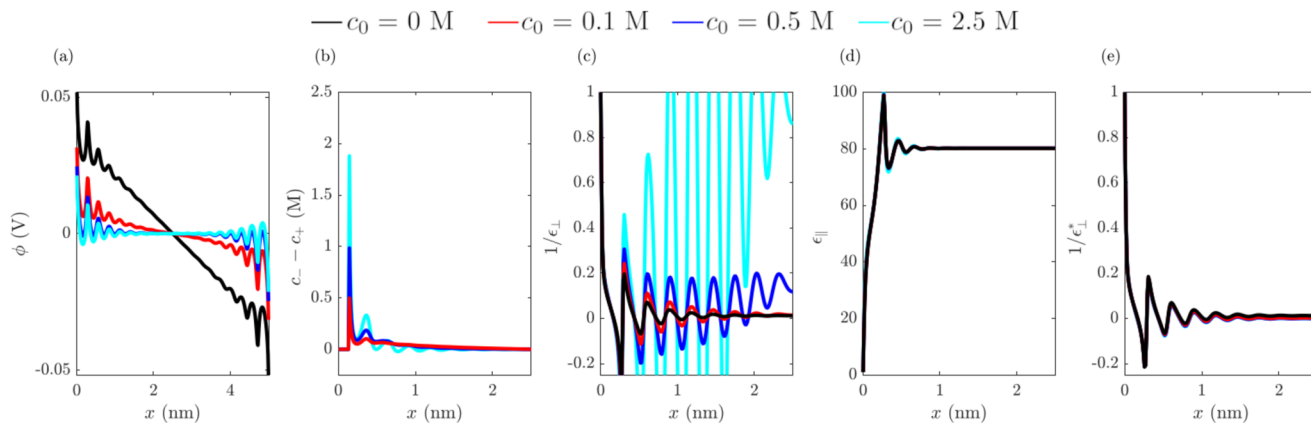 c₀ = 0 M c₀ = 0.1 M c₀ = 0.5 M c₀ = 2.5 M
(a) (b) (c) (d) (e)
0.05
0
-0.05
ϕ (V)
0 2 4
x (nm)
2.5
2
1.5
1
0.5
0
c₋ − c₊ (M)
0 1 2
x (nm)
1
0.8
0.6
0.4
0.2
0
-0.2
1/ϵ⊥
0 1 2
x (nm)
100
80
60
40
20
0
ϵ∥
0 1 2
x (nm)
1
0.8
0.6
0.4
0.2
0
-0.2
1/ϵ*⊥
0 1 2
x (nm)